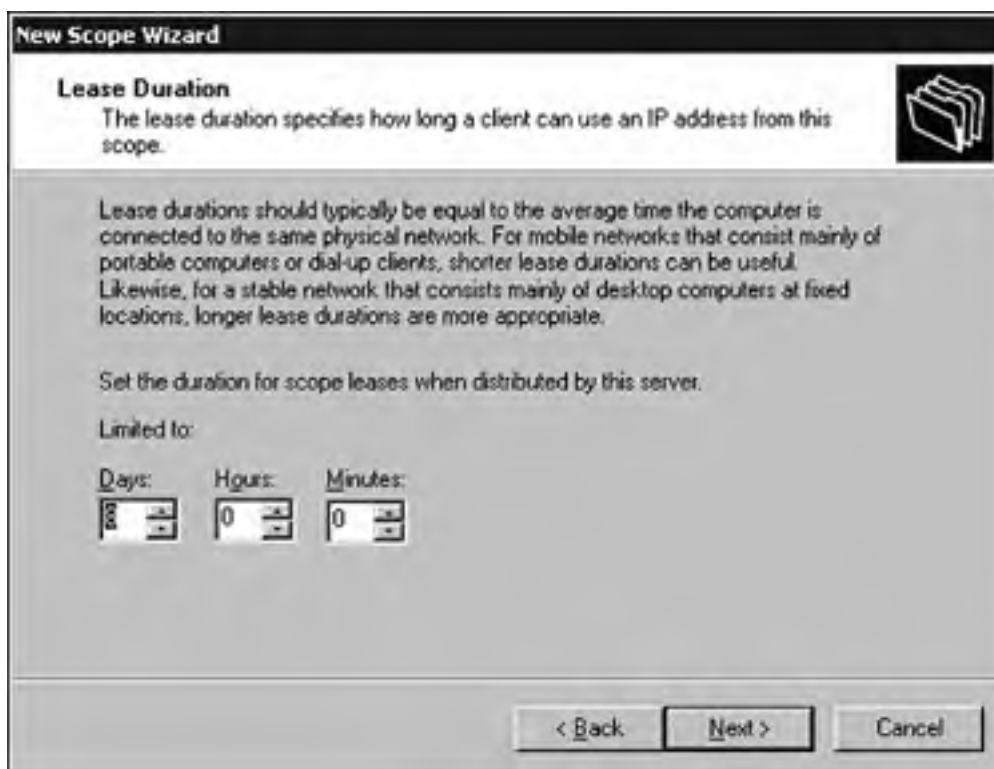 New Scope Wizard
Lease Duration
The lease duration specifies how long a client can use an IP address from this
scope.
Lease durations should typically be equal to the average time the computer is
connected to the same physical network. For mobile networks that consist mainly of
portable computers or dial-up clients, shorter lease durations can be useful.
Likewise, for a stable network that consists mainly of desktop computers at fixed
locations, longer lease durations are more appropriate.
Set the duration for scope leases when distributed by this server.
Limited to:
Days: Hours: Minutes:
8 0 0
< Back Next > Cancel